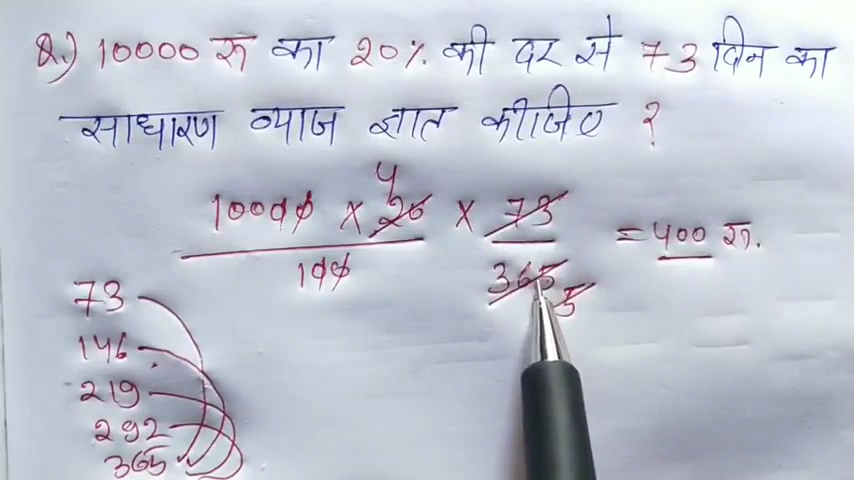 Q.) 10000 रु का 20% की दर से 73 दिन का
साधारण व्याज ज्ञात कीजिए ?
4
10000 × 20 × 73 = 400 रु.
100 365 5
73
146
219
292
365